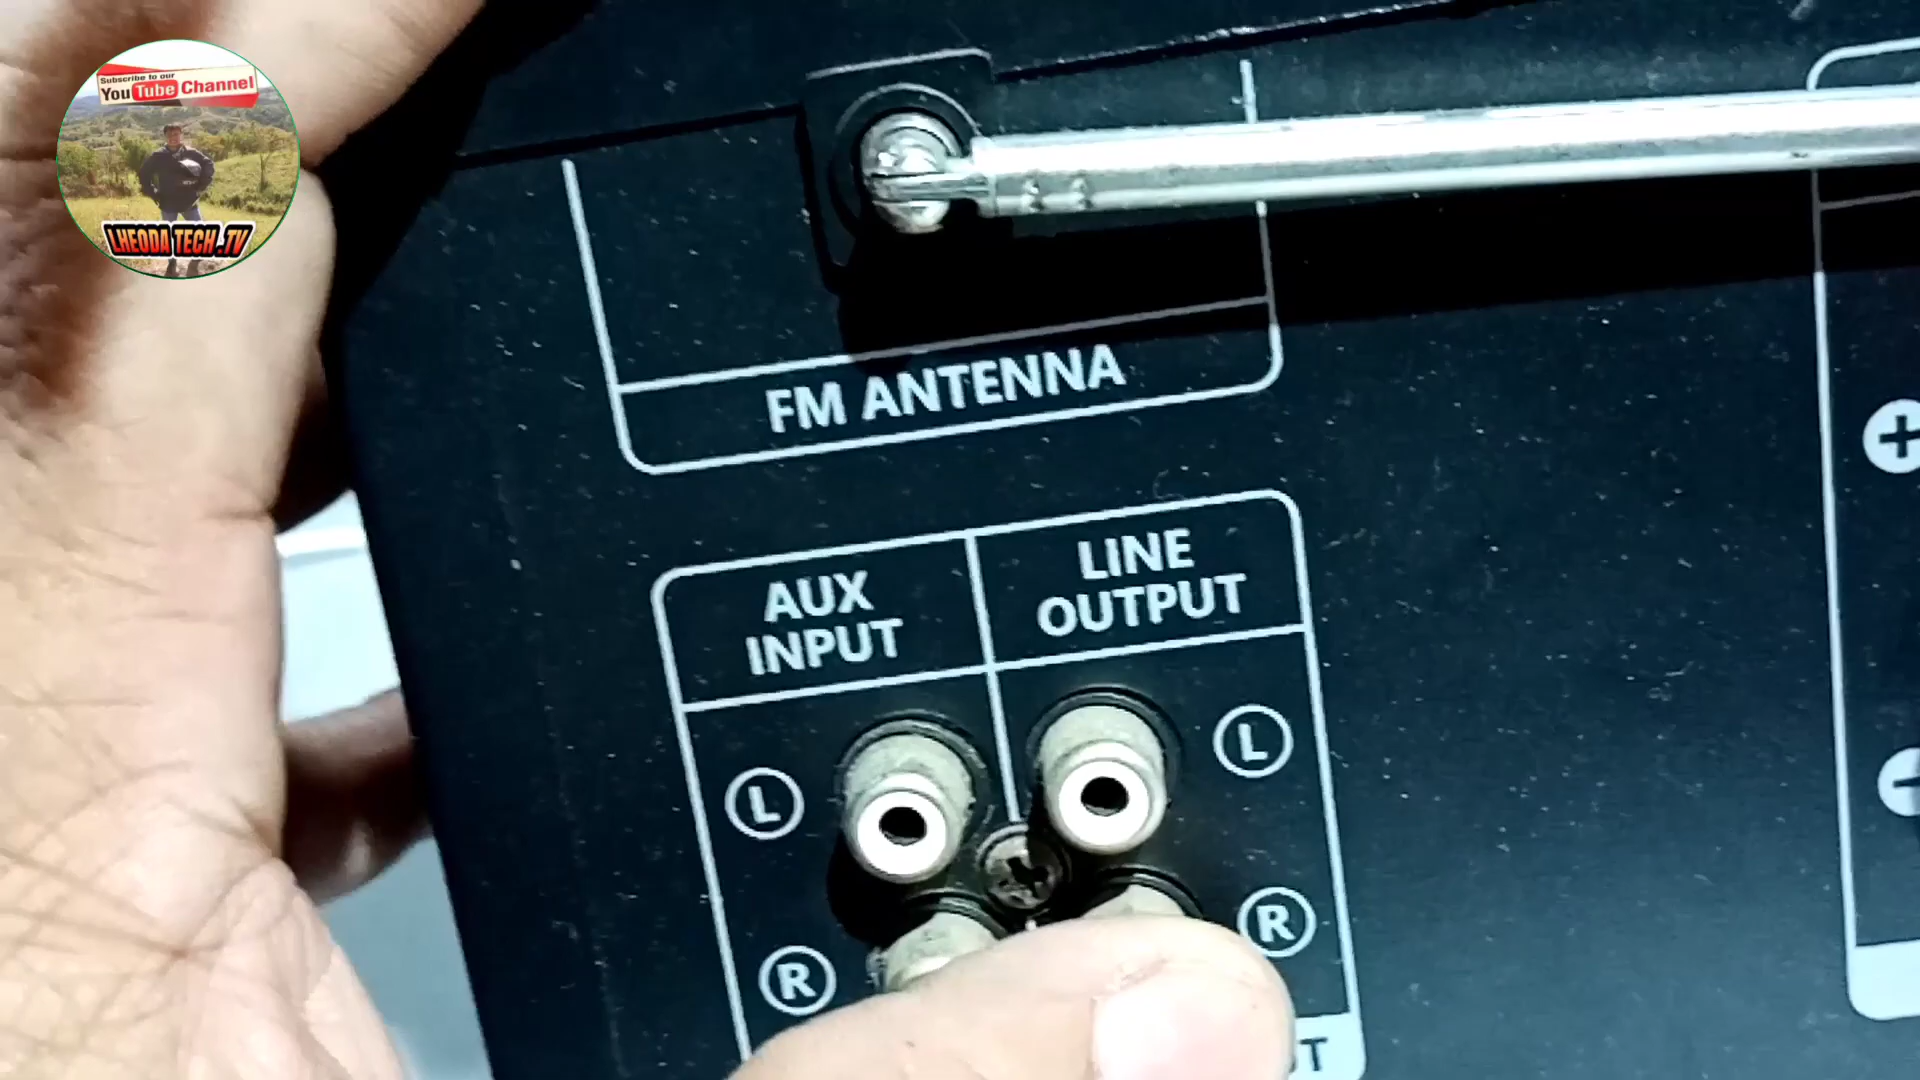 Subscribe to our
YouTube Channel
LHEODA TECH.TV
FM ANTENNA
AUX
INPUT
LINE
OUTPUT
L
L
R
R